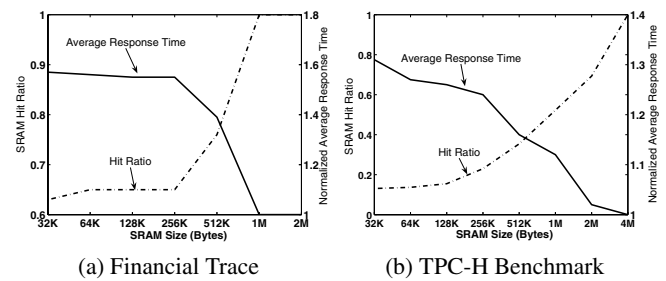 1
0.9
0.8
0.7
0.6
SRAM Hit Ratio
Average Response Time
Hit Ratio
1.8
1.6
1.4
1.2
1
Normalized Average Response Time
32K 64K 128K 256K 512K 1M 2M
SRAM Size (Bytes)
(a) Financial Trace
1
0.8
0.6
0.4
0.2
0
SRAM Hit Ratio
Average Response Time
Hit Ratio
1.4
1.3
1.2
1.1
1
Normalized Average Response Time
32K 64K 128K 256K 512K 1M 2M 4M
SRAM Size (Bytes)
(b) TPC-H Benchmark